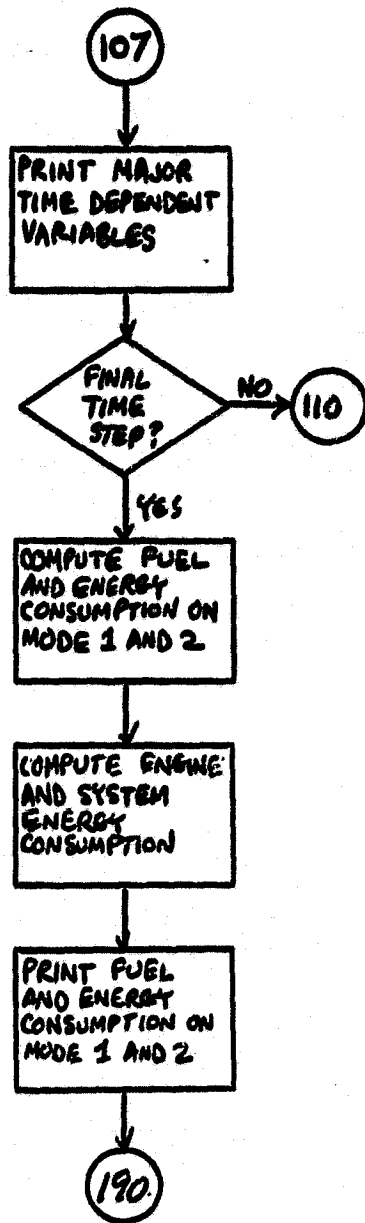 107
PRINT MAJOR
TIME DEPENDENT
VARIABLES
FINAL
TIME
STEP?
NO
110
YES
COMPUTE FUEL
AND ENERGY
CONSUMPTION ON
MODE 1 AND 2
COMPUTE ENGINE
AND SYSTEM
ENERGY
CONSUMPTION
PRINT FUEL
AND ENERGY
CONSUMPTION ON
MODE 1 AND 2
190.